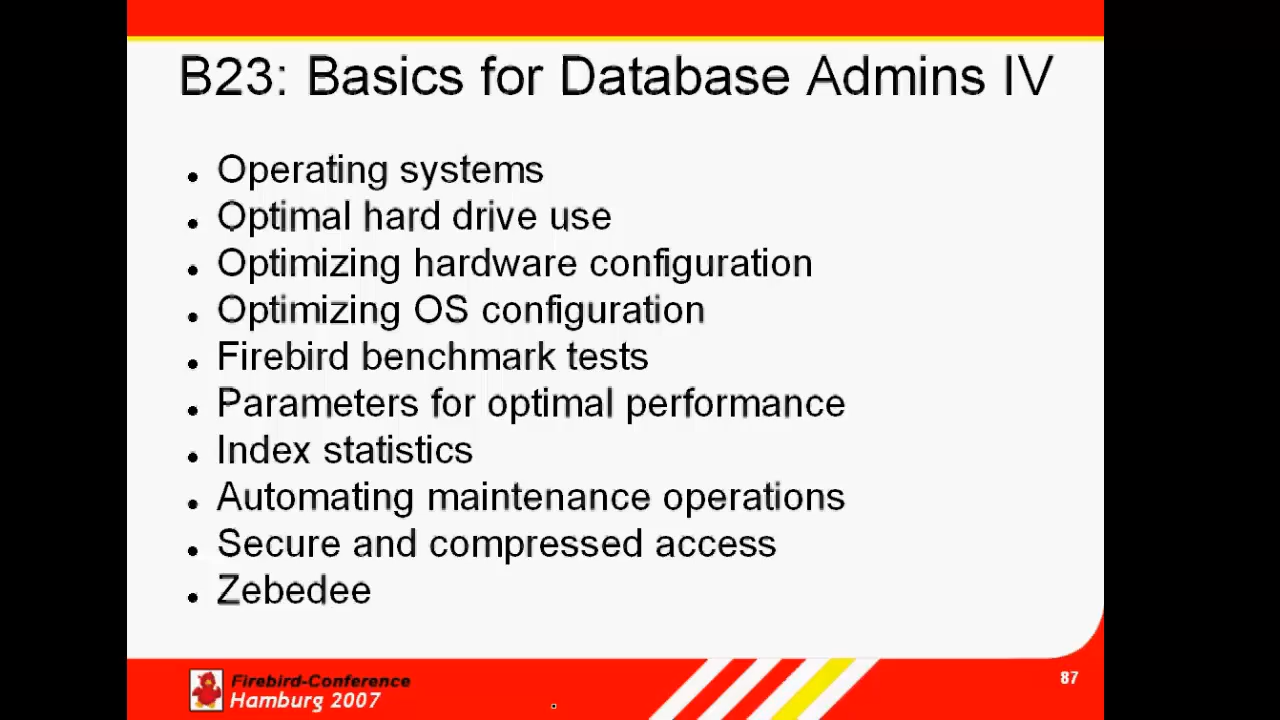 B23: Basics for Database Admins IV
• Operating systems
• Optimal hard drive use
• Optimizing hardware configuration
• Optimizing OS configuration
• Firebird benchmark tests
• Parameters for optimal performance
• Index statistics
• Automating maintenance operations
• Secure and compressed access
• Zebedee
Firebird-Conference
Hamburg 2007
87